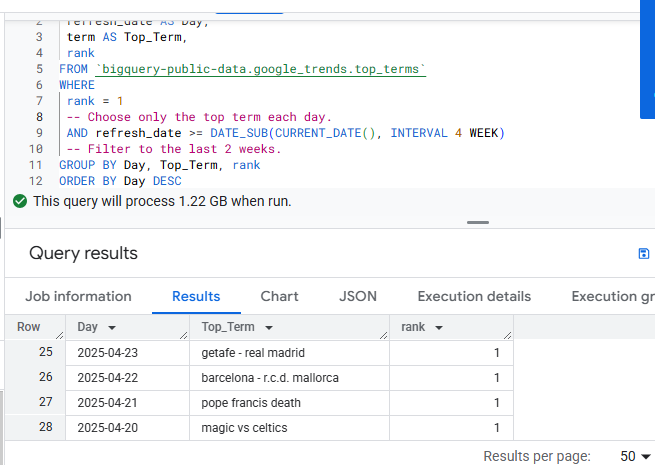 2 refresh_date AS Day,
3 term AS Top_Term,
4 rank
5 FROM `bigquery-public-data.google_trends.top_terms`
6 WHERE
7 rank = 1
8 -- Choose only the top term each day.
9 AND refresh_date >= DATE_SUB(CURRENT_DATE(), INTERVAL 4 WEEK)
10 -- Filter to the last 2 weeks.
11 GROUP BY Day, Top_Term, rank
12 ORDER BY Day DESC
This query will process 1.22 GB when run.
Query results
Job information Results Chart JSON Execution details Execution gr
Row Day Top_Term rank
25 2025-04-23 getafe - real madrid 1
26 2025-04-22 barcelona - r.c.d. mallorca 1
27 2025-04-21 pope francis death 1
28 2025-04-20 magic vs celtics 1
Results per page: 50